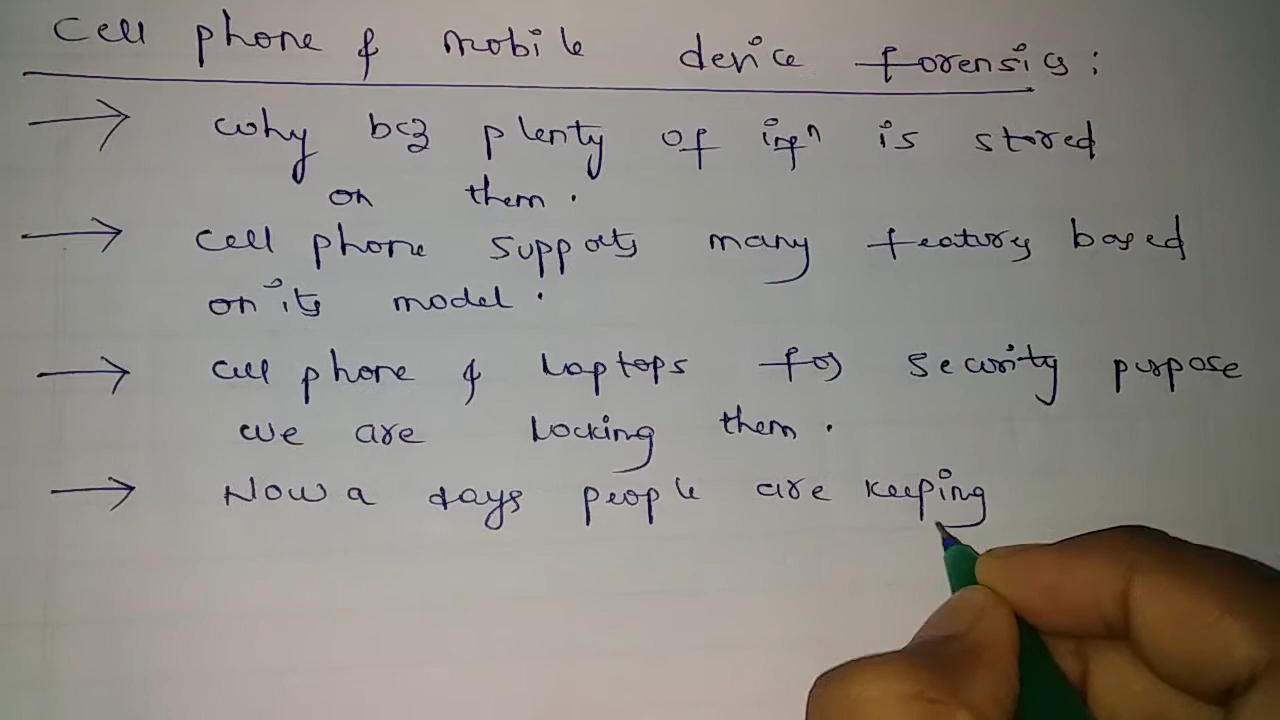 Cell phone & mobile device forensics:
→ why bcz plenty of infⁿ is stored
on them.
→ cell phone supports many features based
on its model.
→ cell phone & Laptops for security purpose
we are Locking them.
→ Now a days people are keeping